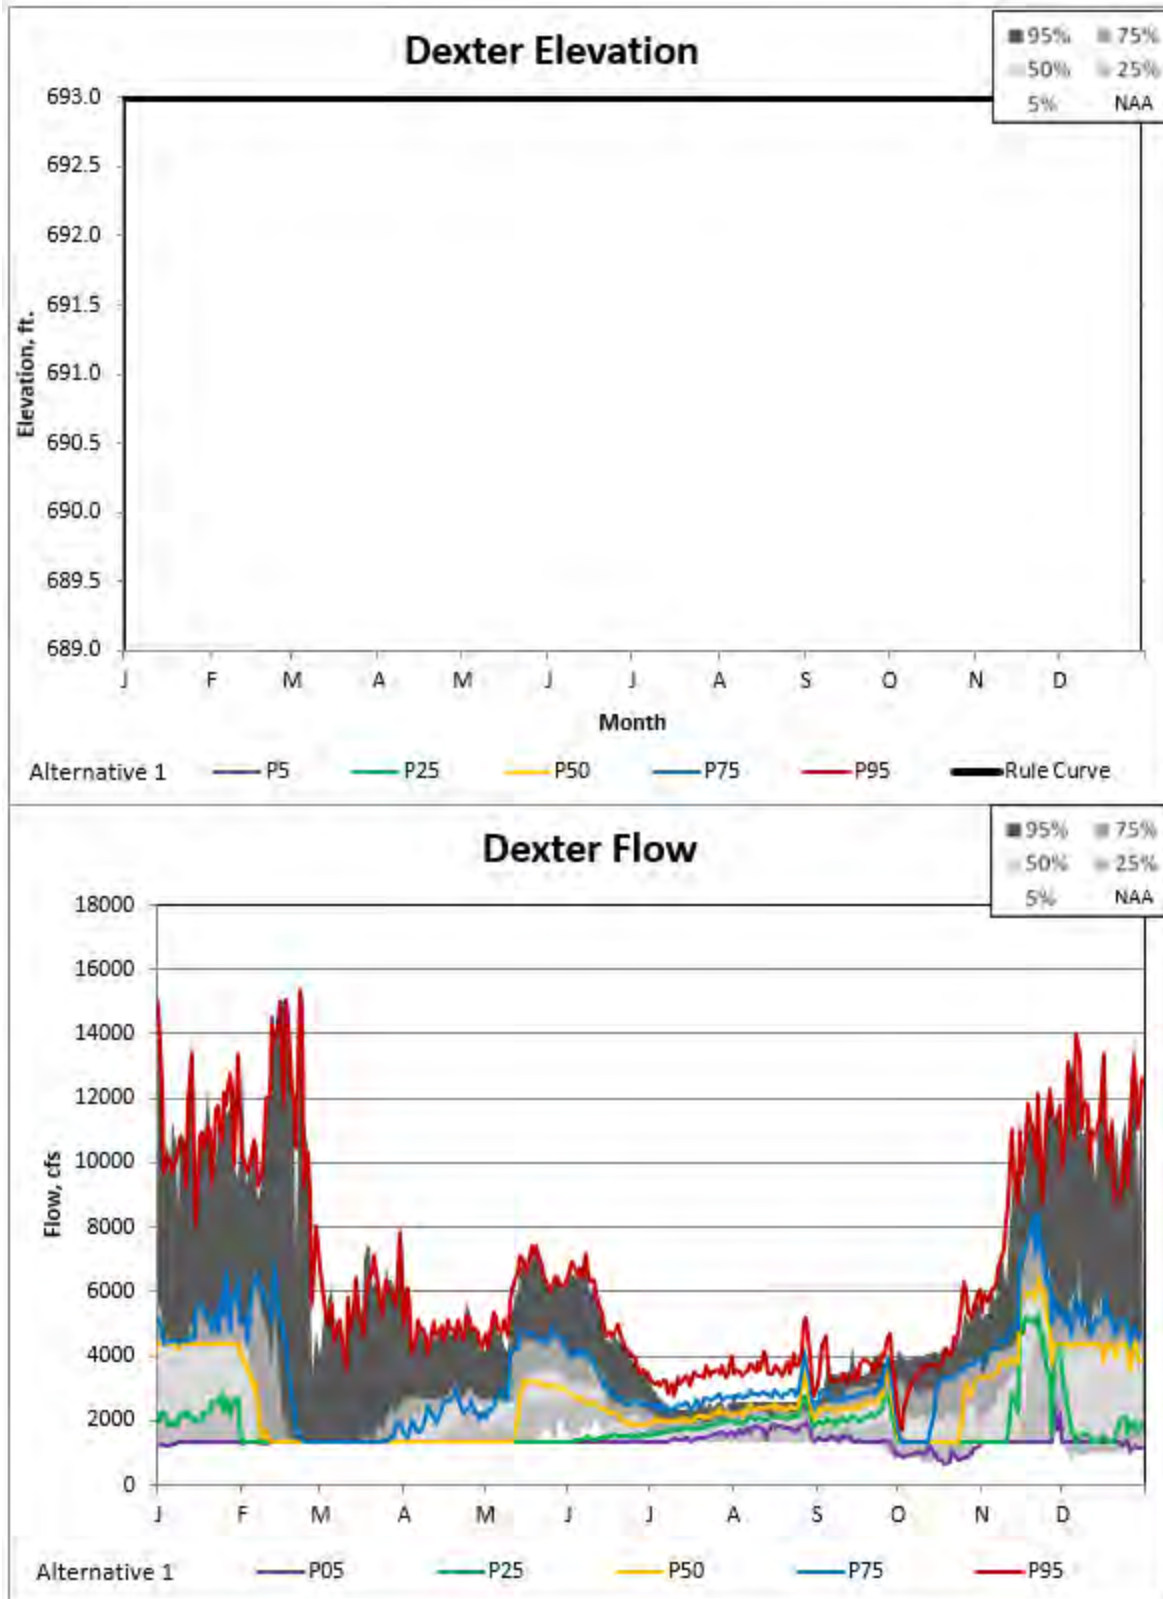 Dexter Elevation
95% 75%
50% 25%
5% NAA
693.0
692.5
692.0
691.5
691.0
690.5
690.0
689.5
689.0
Elevation, ft.
J F M A M J J A S O N D
Month
Alternative 1 P5 P25 P50 P75 P95 Rule Curve
Dexter Flow
95% 75%
50% 25%
5% NAA
18000
16000
14000
12000
10000
8000
6000
4000
2000
0
Flow, cfs
J F M A M J J A S O N D
Alternative 1 P05 P25 P50 P75 P95